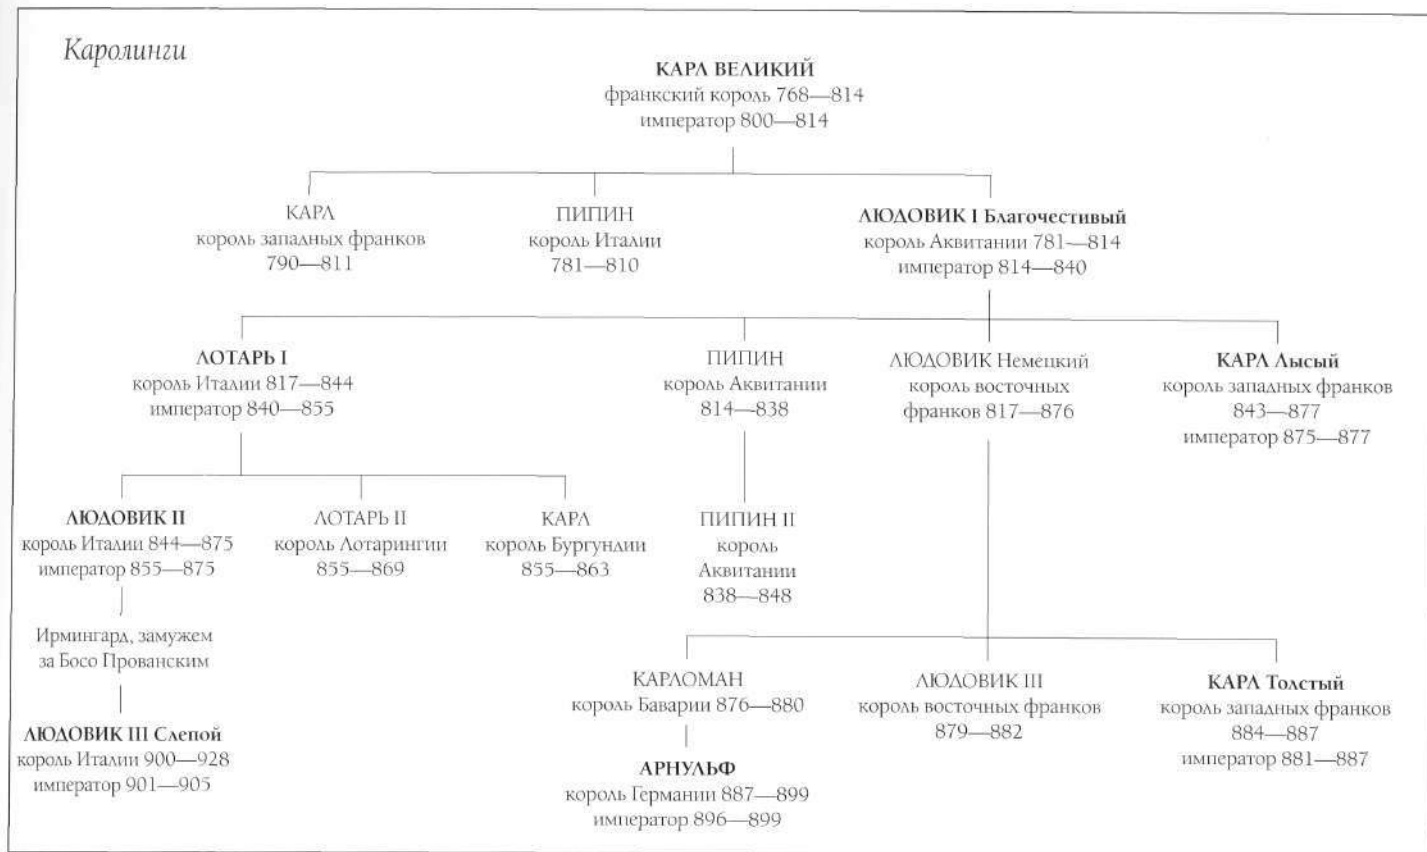 Каролинги
КАРЛ ВЕЛИКИЙ
франкский король 768—814
император 800—814
КАРЛ
король западных франков
790—811
ПИПИН
король Италии
781—810
ЛЮДОВИК I Благочестивый
король Аквитании 781—814
император 814—840
ЛОТАРЬ I
король Италии 817—844
император 840—855
ПИПИН
король Аквитании
814—838
ЛЮДОВИК Немецкий
король восточных
франков 817—876
КАРЛ Лысый
король западных франков
843—877
император 875—877
ЛЮДОВИК II
король Италии 844—875
император 855—875
ЛОТАРЬ II
король Лотарингии
855—869
КАРЛ
король Бургундии
855—863
ПИПИН II
король
Аквитании
838—848
Ирмингард, замужем
за Босо Прованским
КАРЛОМАН
король Баварии 876—880
ЛЮДОВИК III
король восточных франков
879—882
КАРЛ Толстый
король западных франков
884—887
император 881—887
ЛЮДОВИК III Слепой
король Италии 900—928
император 901—905
АРНУЛЬФ
король Германии 887—899
император 896—899